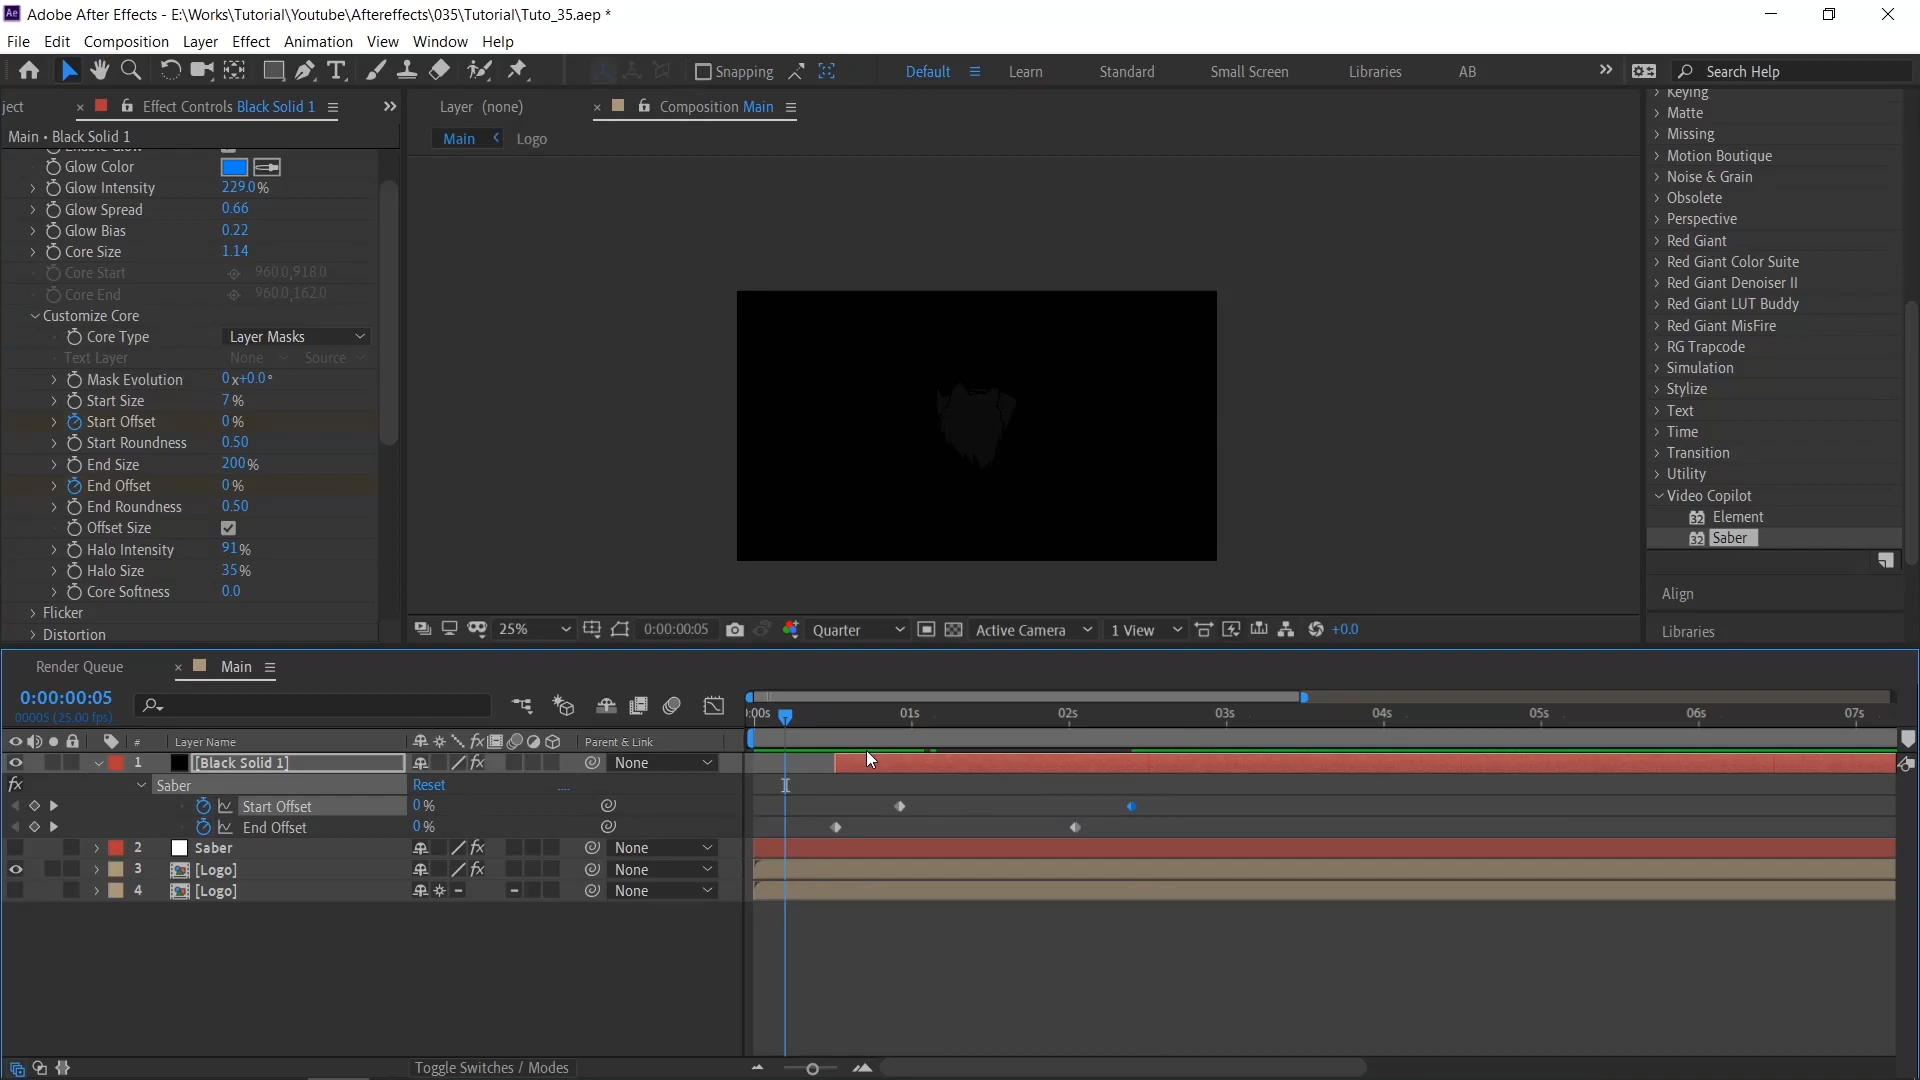 Adobe After Effects - E:\Works\Tutorial\Youtube\Aftereffects\035\Tutorial\Tuto_35.aep *
File Edit Composition Layer Effect Animation View Window Help
Snapping Default Learn Standard Small Screen Libraries AB Search Help
ject Effect Controls Black Solid 1
Layer (none) Composition Main
Main • Black Solid 1
Main Logo
Glow Color
Glow Intensity 229.0%
Glow Spread 0.66
Glow Bias 0.22
Core Size 1.14
Core Start 960.0,918.0
Core End 960.0,162.0
Customize Core
Core Type Layer Masks
Text Layer None Source
Mask Evolution 0x+0.0°
Start Size 7%
Start Offset 0%
Start Roundness 0.50
End Size 200%
End Offset 0%
End Roundness 0.50
Offset Size
Halo Intensity 91%
Halo Size 35%
Core Softness 0.0
Flicker
Distortion
Keying
Matte
Missing
Motion Boutique
Noise & Grain
Obsolete
Perspective
Red Giant
Red Giant Color Suite
Red Giant Denoiser II
Red Giant LUT Buddy
Red Giant MisFire
RG Trapcode
Simulation
Stylize
Text
Time
Transition
Utility
Video Copilot
Element
Saber
Align
Libraries
25% 0:00:00:05 Quarter Active Camera 1 View +0.0
Render Queue Main
0:00:00:05
00005 (25.00 fps)
:00s 01s 02s 03s 04s 05s 06s 07s
# Layer Name Parent & Link
1 [Black Solid 1] None
fx Saber Reset ....
Start Offset 0%
End Offset 0%
2 Saber None
3 [Logo] None
4 [Logo] None
Toggle Switches / Modes